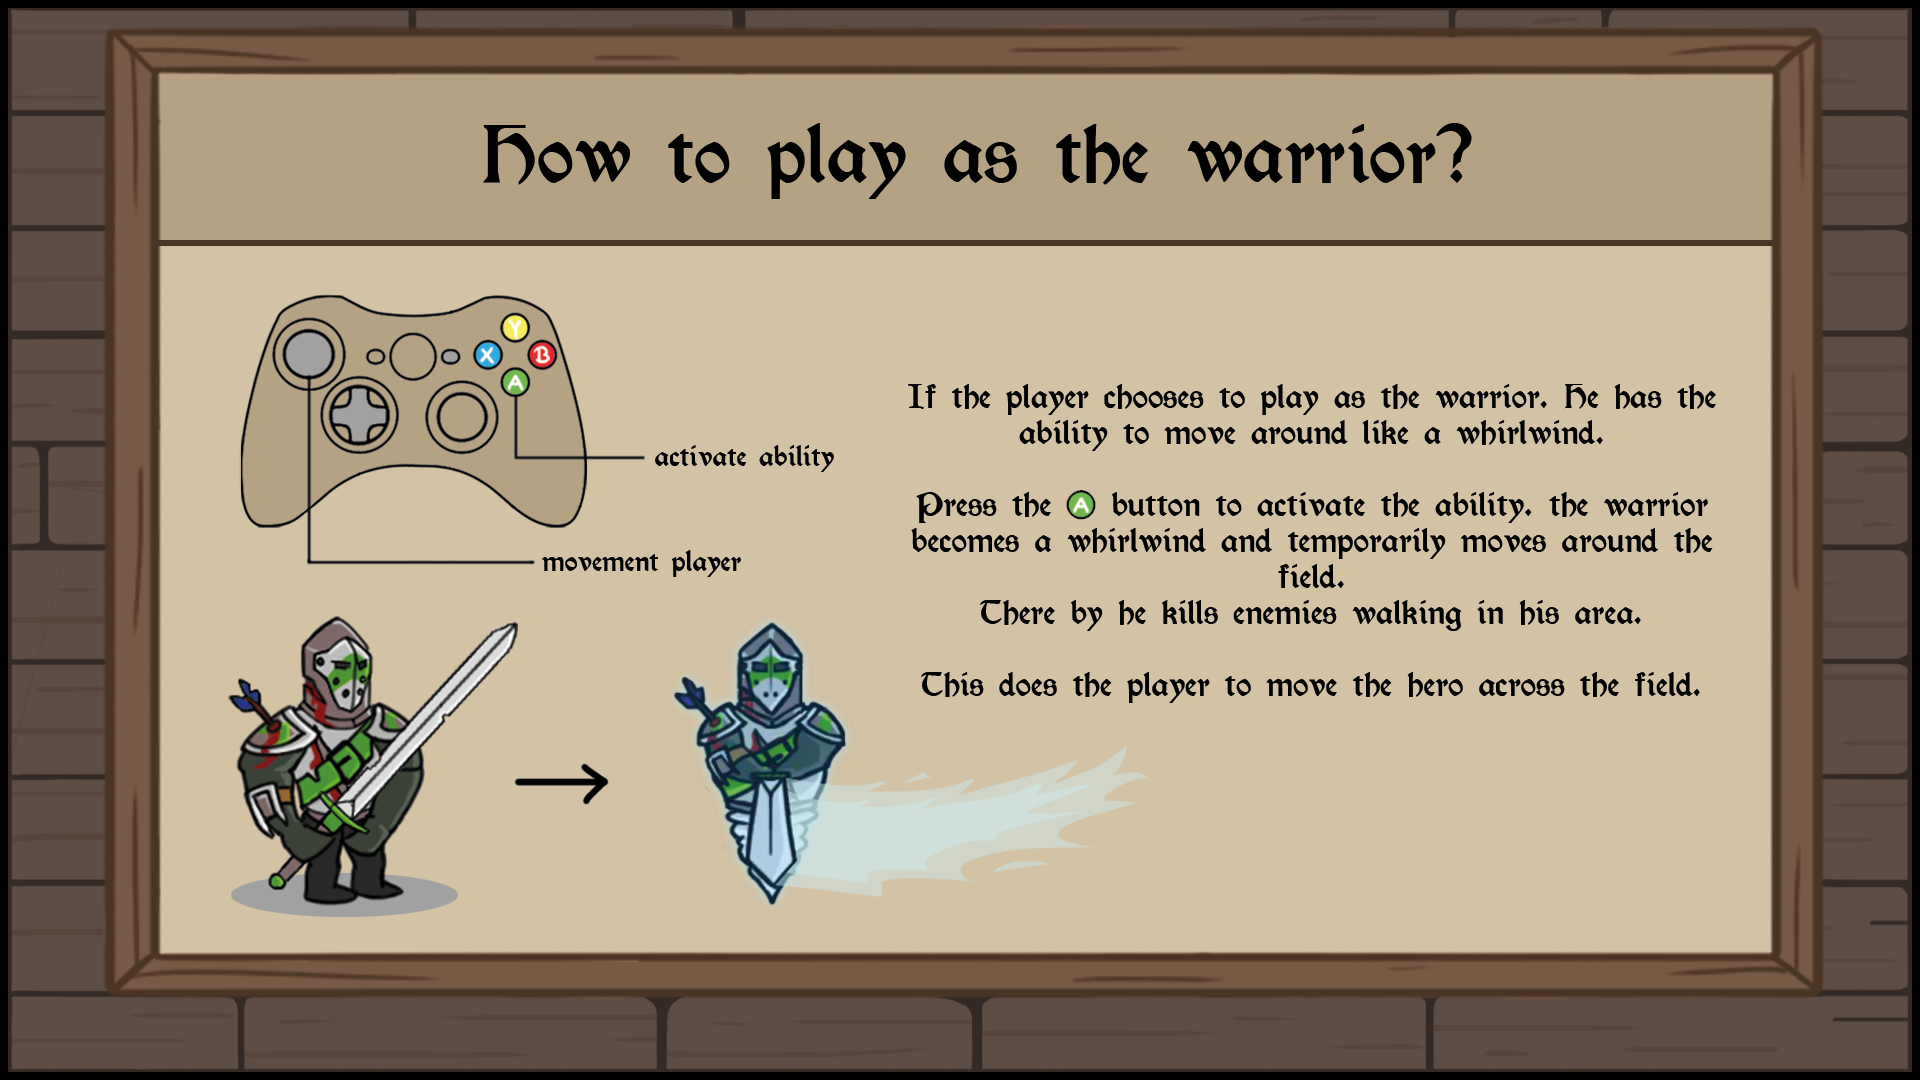 How to play as the warrior?
Y
X B
A
activate ability
movement player
If the player chooses to play as the warrior. He has the
ability to move around like a whirlwind.
Press the A button to activate the ability. the warrior
becomes a whirlwind and temporarily moves around the
field.
There by he kills enemies walking in his area.
This does the player to move the hero across the field.